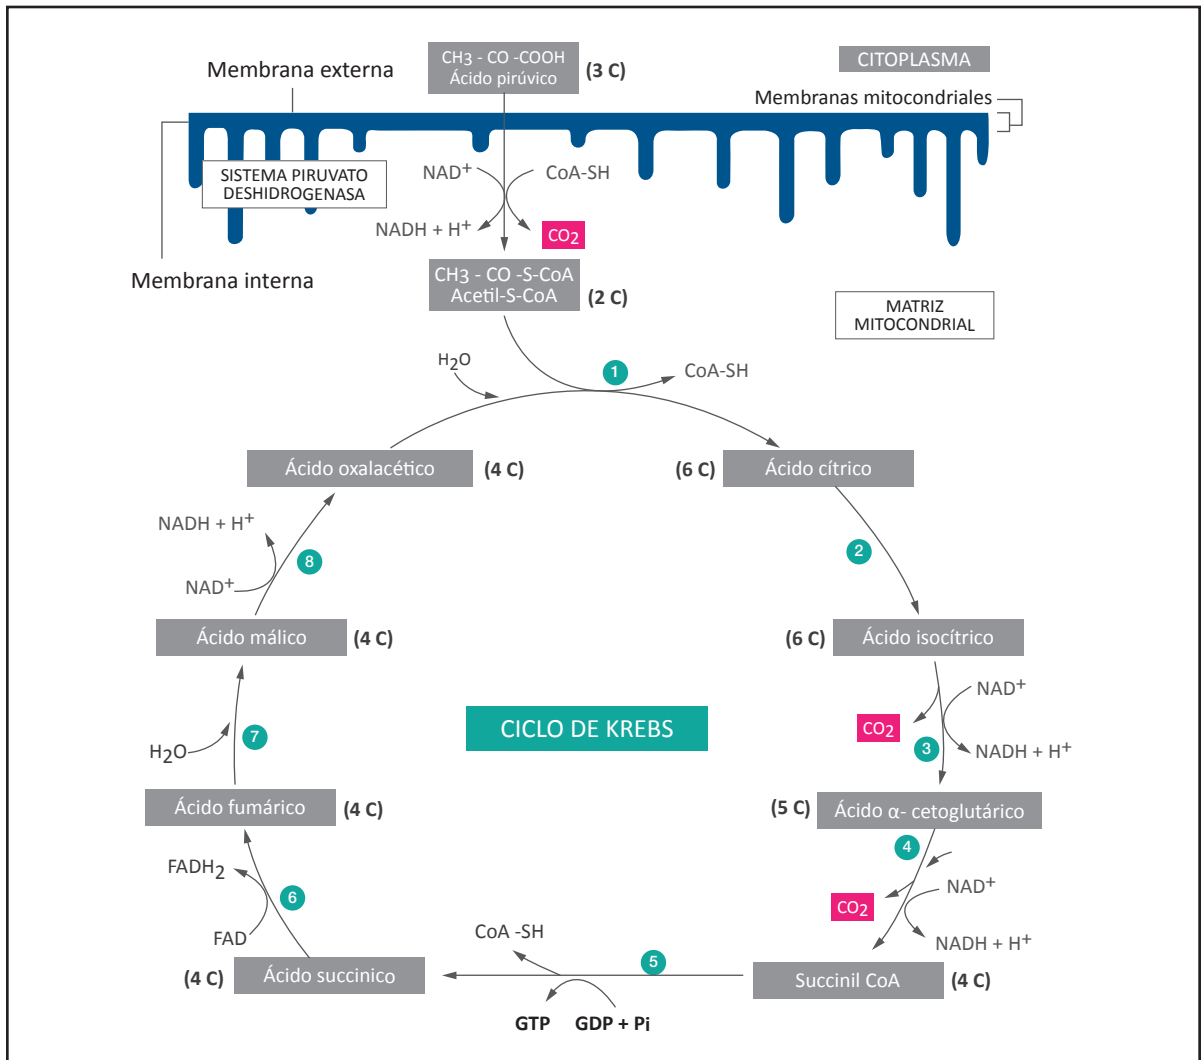 CH3 - CO -COOH
Ácido pirúvico
(3 C)
CITOPLASMA
Membrana externa
Membranas mitocondriales
SISTEMA PIRUVATO
DESHIDROGENASA
NAD+
CoA-SH
NADH + H+
CO2
Membrana interna
CH3 - CO -S-CoA
Acetil-S-CoA
(2 C)
MATRIZ
MITOCONDRIAL
H2O
1
CoA-SH
Ácido oxalacético
(4 C)
(6 C)
Ácido cítrico
NADH + H+
8
NAD+
2
Ácido málico
(4 C)
(6 C)
Ácido isocítrico
NAD+
CO2
3
NADH + H+
CICLO DE KREBS
7
H2O
Ácido fumárico
(4 C)
(5 C)
Ácido α- cetoglutárico
4
FADH2
6
FAD
CO2
NAD+
NADH + H+
CoA -SH
5
(4 C)
Ácido succinico
Succinil CoA
(4 C)
GTP
GDP + Pi